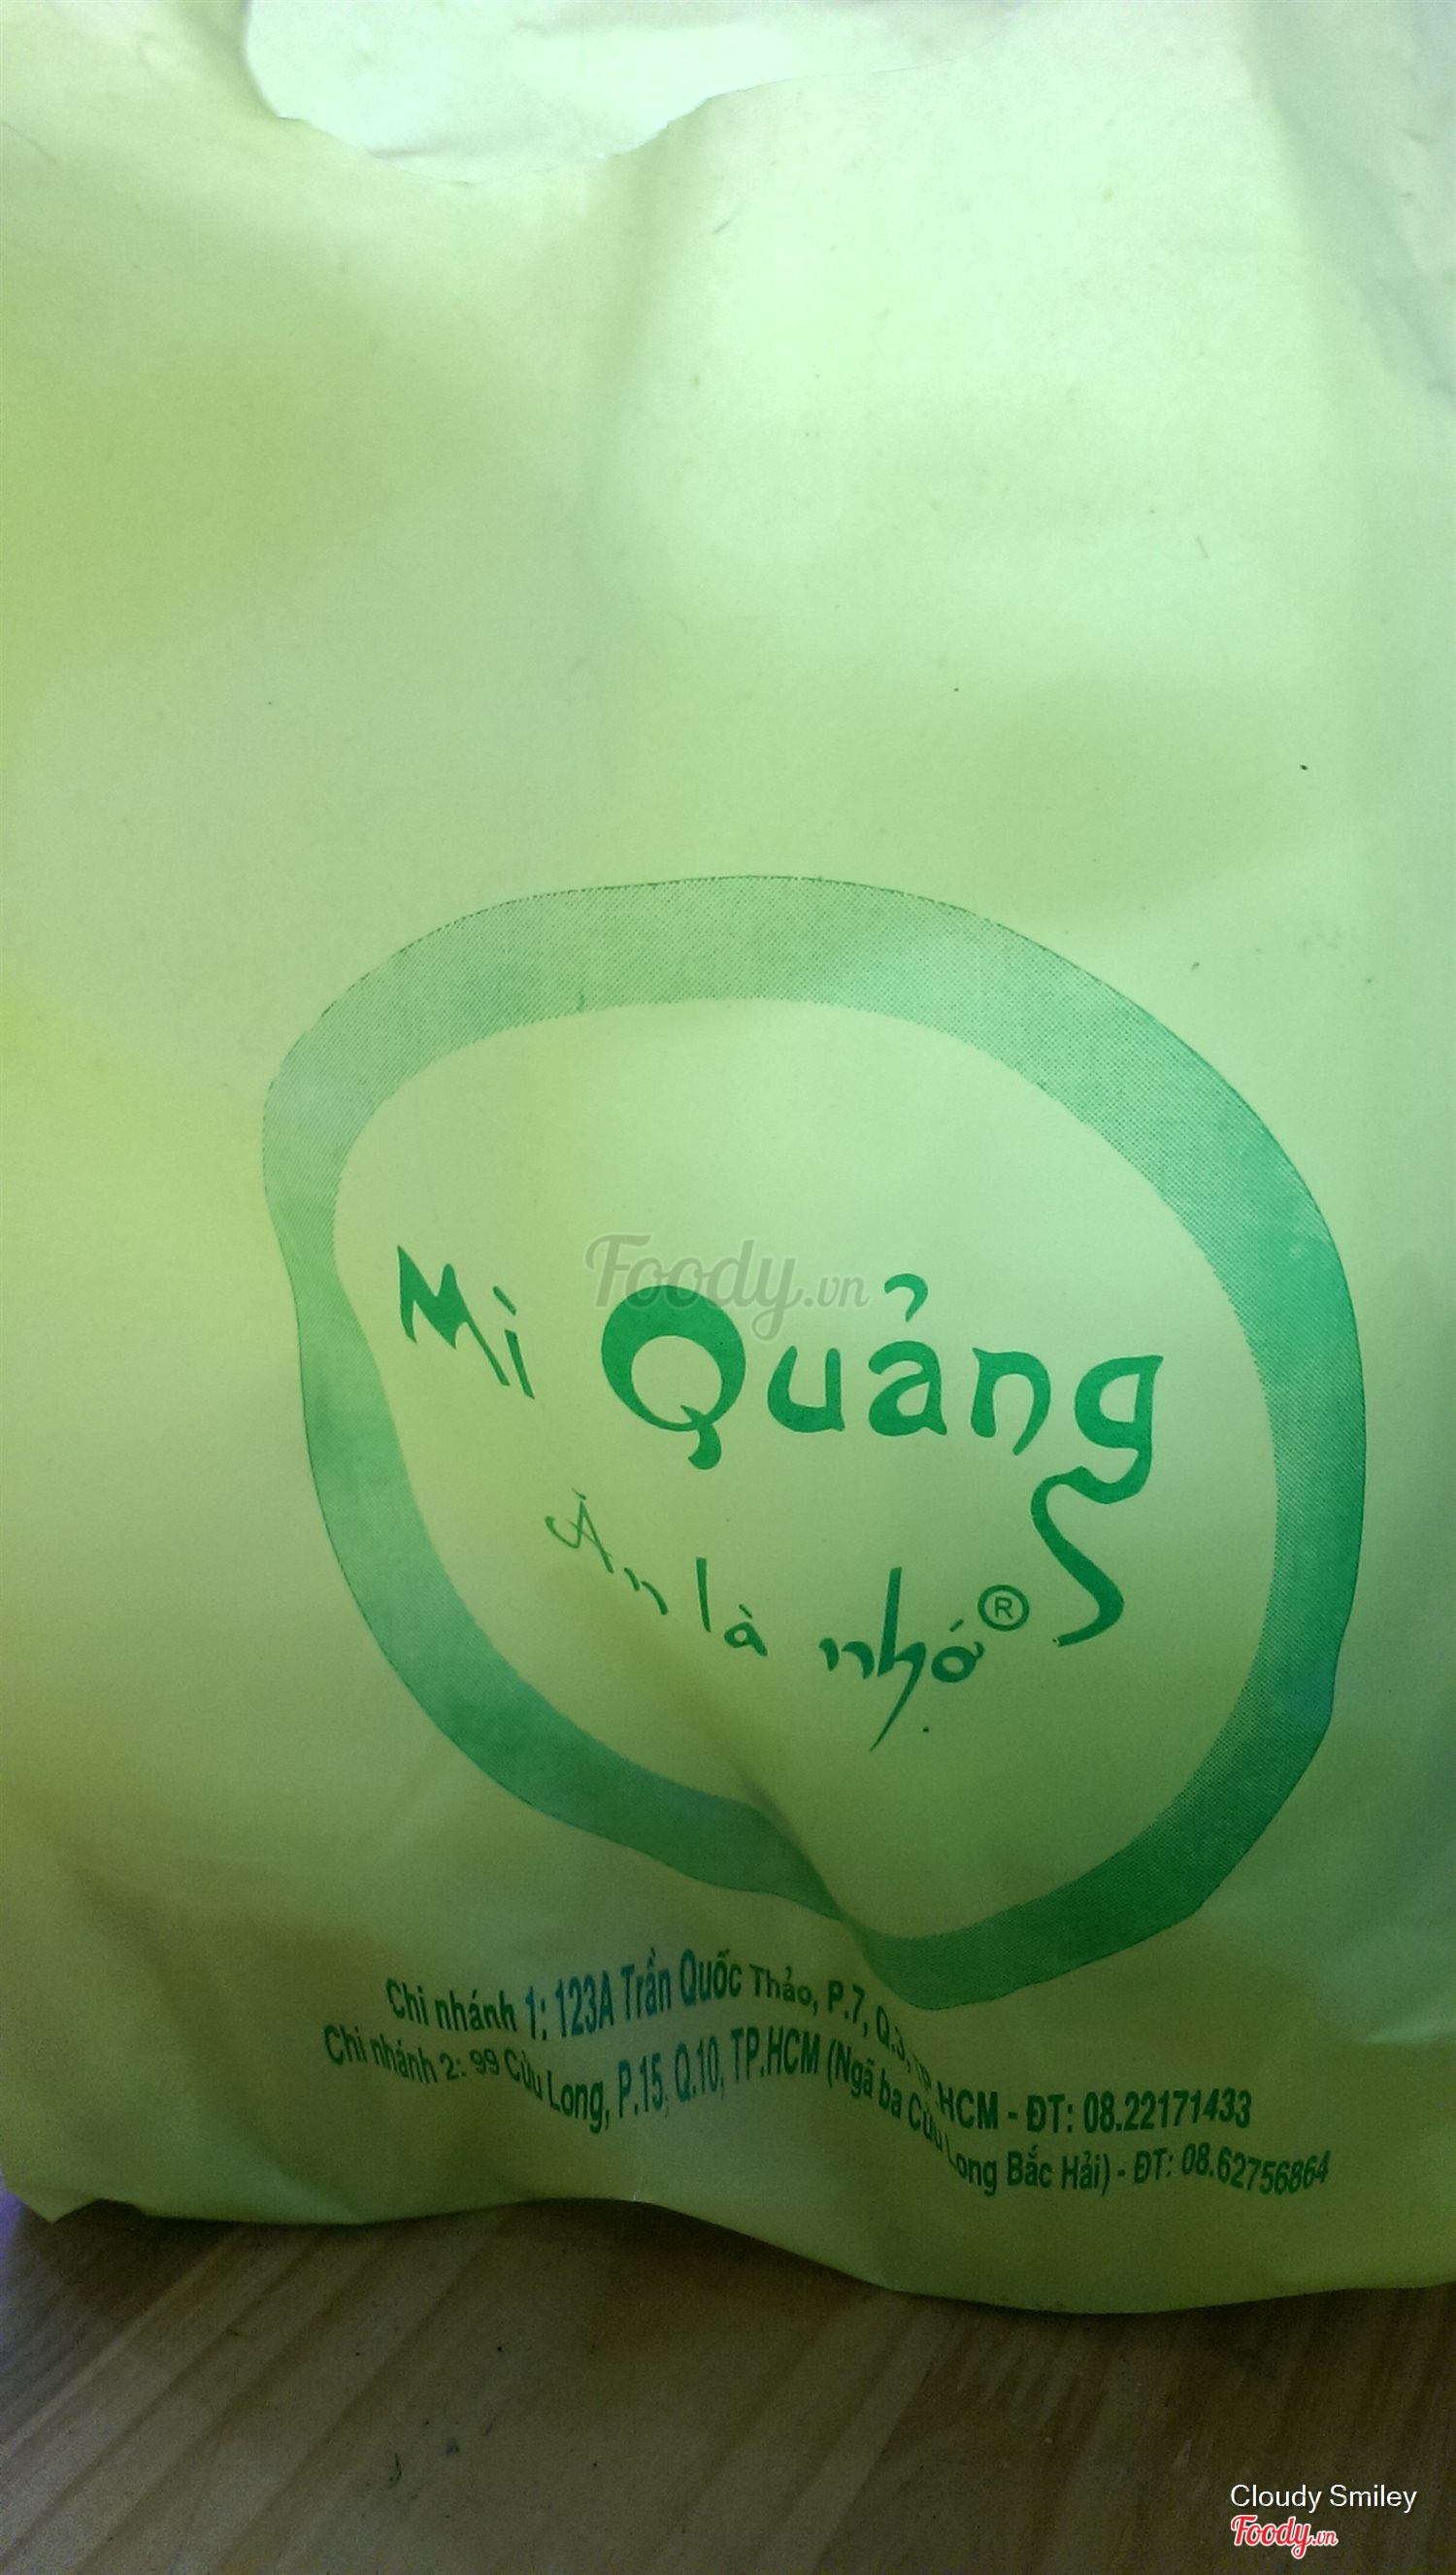 Foody.vn
Mì Quảng
Ăn là nhớ®
S
Chi nhánh 1: 123A Trần Quốc Thảo, P.7, Q.3, TP.HCM - ĐT: 08.22171433
Chi nhánh 2: 99 Cửu Long, P.15, Q.10, TP.HCM (Ngã ba Cửu Long Bắc Hải) - ĐT: 08.62756864
Cloudy Smiley
Foody.vn